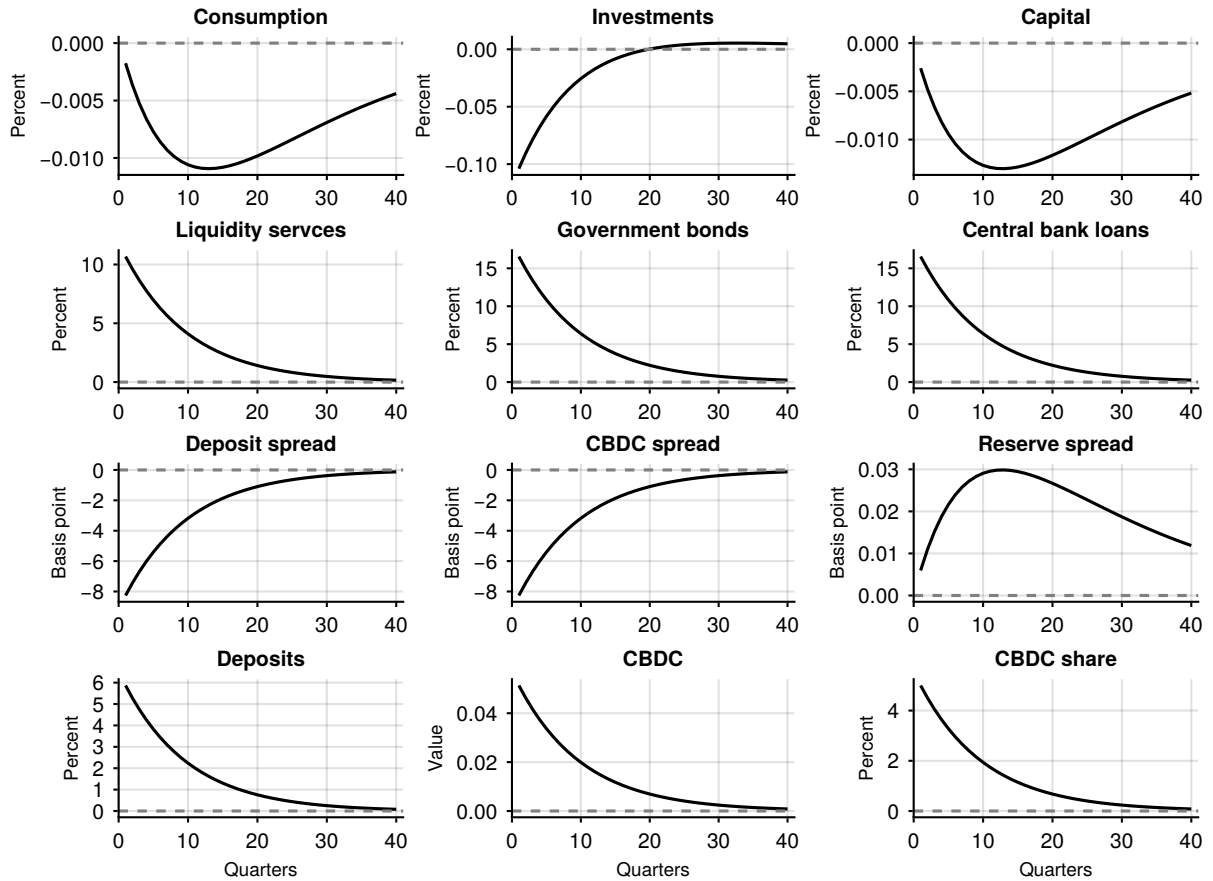 Consumption
Investments
Capital
Percent
0.000
−0.005
−0.010
0 10 20 30 40
Percent
0.00
−0.05
−0.10
0 10 20 30 40
Percent
0.000
−0.005
−0.010
0 10 20 30 40
Liquidity servces
Government bonds
Central bank loans
Percent
10
5
0
0 10 20 30 40
Percent
15
10
5
0
0 10 20 30 40
Percent
15
10
5
0
0 10 20 30 40
Deposit spread
CBDC spread
Reserve spread
Basis point
0
−2
−4
−6
−8
0 10 20 30 40
Basis point
0
−2
−4
−6
−8
0 10 20 30 40
Basis point
0.03
0.02
0.01
0.00
0 10 20 30 40
Deposits
CBDC
CBDC share
Percent
6
5
4
3
2
1
0
0 10 20 30 40
Quarters
Value
0.04
0.02
0.00
0 10 20 30 40
Quarters
Percent
4
2
0
0 10 20 30 40
Quarters